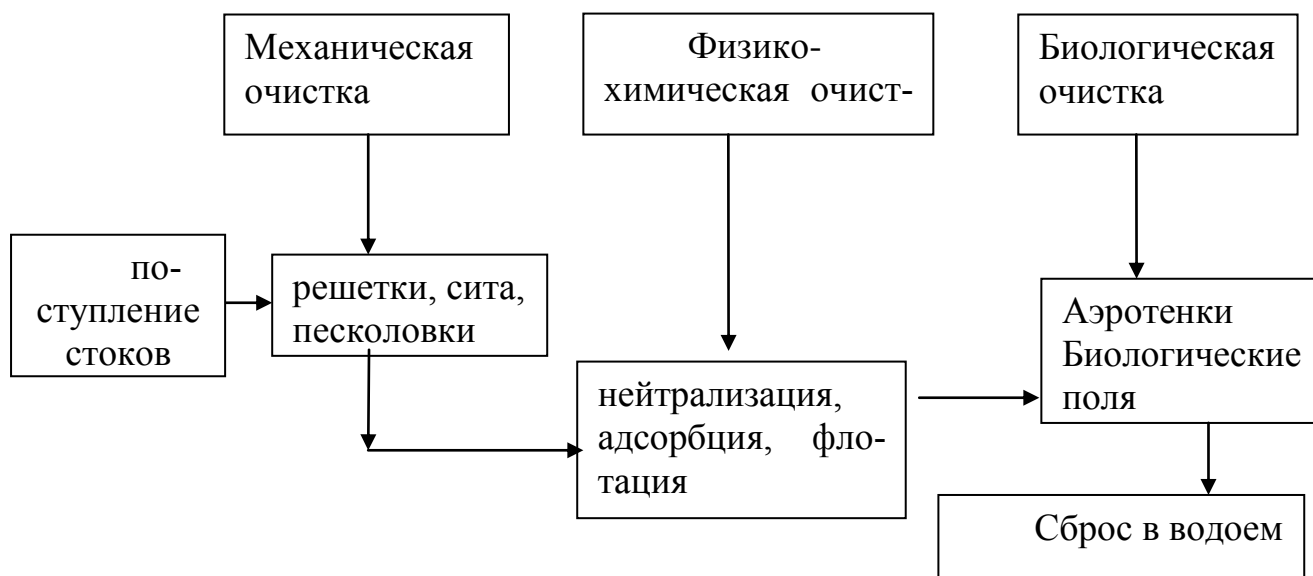 Механическая
очистка
Физико-
химическая очист-
Биологическая
очистка
по-
ступление
стоков
решетки, сита,
песколовки
нейтрализация,
адсорбция, фло-
тация
Аэротенки
Биологические
поля
Сброс в водоем